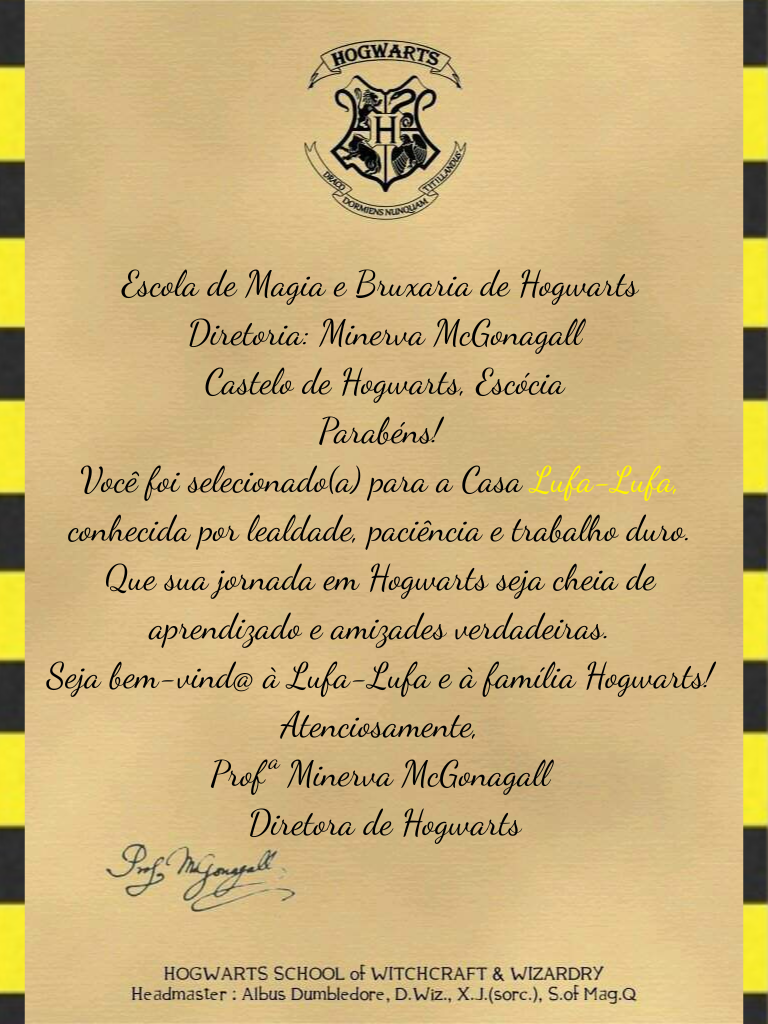 HOGWARTS
H
DRACO DORMIENS NUNQUAM TITILLANDUS
Escola de Magia e Bruxaria de Hogwarts
Diretoria: Minerva McGonagall
Castelo de Hogwarts, Escócia
Parabéns!
Você foi selecionado(a) para a Casa Lufa-Lufa,
conhecida por lealdade, paciência e trabalho duro.
Que sua jornada em Hogwarts seja cheia de
aprendizado e amizades verdadeiras.
Seja bem-vind@ à Lufa-Lufa e à família Hogwarts!
Atenciosamente,
Profª Minerva McGonagall
Diretora de Hogwarts
Prof. McGonagall
HOGWARTS SCHOOL of WITCHCRAFT & WIZARDRY
Headmaster : Albus Dumbledore, D.Wiz., X.J.(sorc.), S.of Mag.Q